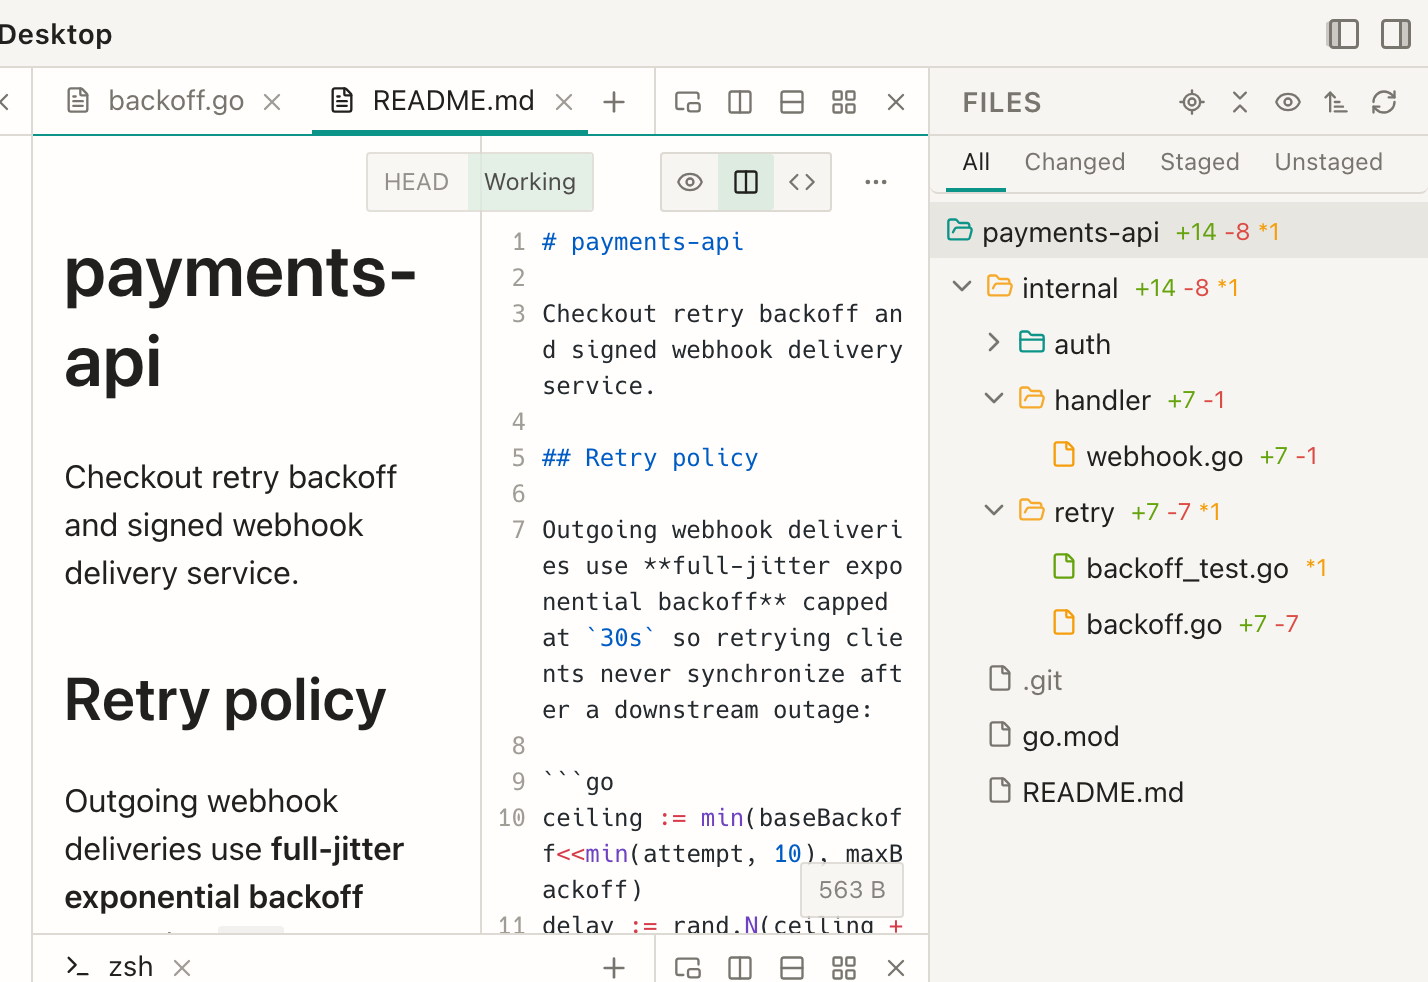 Desktop
backoff.go
README.md
FILES
All
Changed
Staged
Unstaged
HEAD
Working
payments-
api
Checkout retry backoff
and signed webhook
delivery service.
Retry policy
Outgoing webhook
deliveries use full-jitter
exponential backoff
1 # payments-api
2
3 Checkout retry backoff an
d signed webhook delivery
service.
4
5 ## Retry policy
6
7 Outgoing webhook deliveri
es use **full-jitter expo
nential backoff** capped
at `30s` so retrying clie
nts never synchronize aft
er a downstream outage:
8
9 ```go
10 ceiling := min(baseBackof
f<<min(attempt, 10), maxB
ackoff)
11 delay := rand.N(ceiling +
563 B
payments-api +14 -8 *1
internal +14 -8 *1
auth
handler +7 -1
webhook.go +7 -1
retry +7 -7 *1
backoff_test.go *1
backoff.go +7 -7
.git
go.mod
README.md
zsh